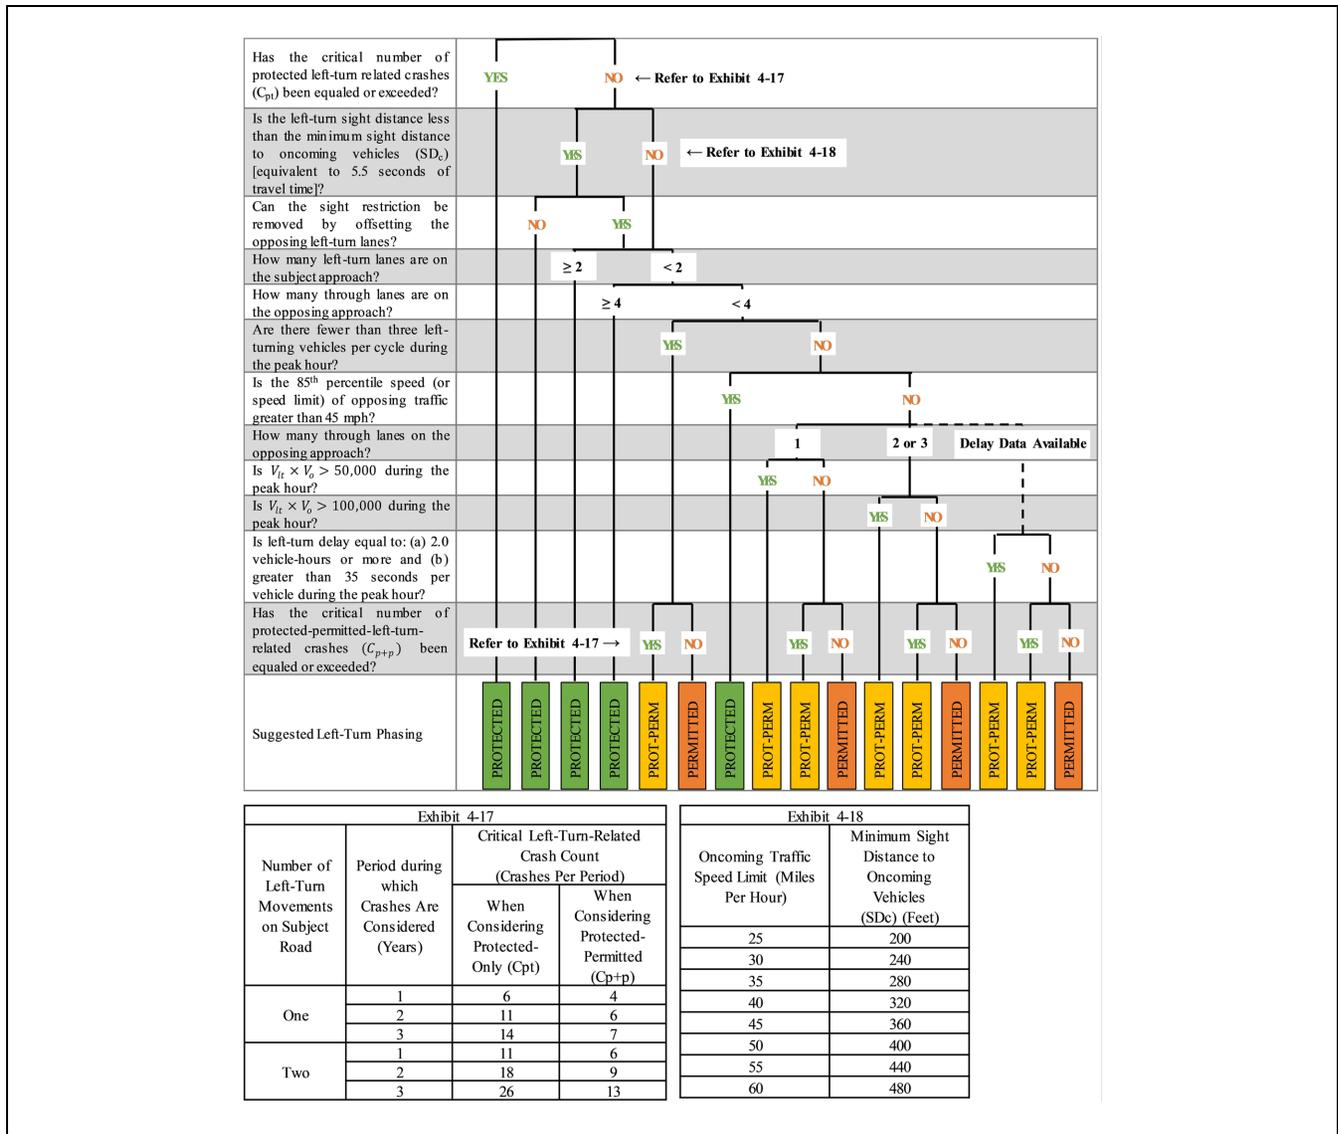 Has the critical number of
protected left-turn related crashes
(Cpt) been equaled or exceeded?
YES
NO
← Refer to Exhibit 4-17
Is the left-turn sight distance less
than the minimum sight distance
to oncoming vehicles (SDc)
[equivalent to 5.5 seconds of
travel time]?
YES
NO
← Refer to Exhibit 4-18
Can the sight restriction be
removed by offsetting the
opposing left-turn lanes?
NO
YES
How many left-turn lanes are on
the subject approach?
≥ 2
< 2
How many through lanes are on
the opposing approach?
≥ 4
< 4
Are there fewer than three left-
turning vehicles per cycle during
the peak hour?
YES
NO
Is the 85th percentile speed (or
speed limit) of opposing traffic
greater than 45 mph?
YES
NO
How many through lanes on the
opposing approach?
1
2 or 3
Delay Data Available
Is Vlt × Vo > 50,000 during the
peak hour?
YES
NO
Is Vlt × Vo > 100,000 during the
peak hour?
YES
NO
Is left-turn delay equal to: (a) 2.0
vehicle-hours or more and (b)
greater than 35 seconds per
vehicle during the peak hour?
YES
NO
Has the critical number of
protected-permitted-left-turn-
related crashes (Cp+p) been
equaled or exceeded?
Refer to Exhibit 4-17 →
YES
NO
YES
NO
YES
NO
YES
NO
Suggested Left-Turn Phasing
PROTECTED
PROTECTED
PROTECTED
PROTECTED
PROT-PERM
PERMITTED
PROTECTED
PROT-PERM
PROT-PERM
PERMITTED
PROT-PERM
PROT-PERM
PERMITTED
PROT-PERM
PROT-PERM
PERMITTED
Exhibit 4-17
Number of
Left-Turn
Movements
on Subject
Road
Period during
which
Crashes Are
Considered
(Years)
Critical Left-Turn-Related
Crash Count
(Crashes Per Period)
When
Considering
Protected-
Only (Cpt)
When
Considering
Protected-
Permitted
(Cp+p)
One
1 6 4
2 11 6
3 14 7
Two
1 11 6
2 18 9
3 26 13
Exhibit 4-18
Oncoming Traffic
Speed Limit (Miles
Per Hour)
Minimum Sight
Distance to
Oncoming
Vehicles
(SDc) (Feet)
25 200
30 240
35 280
40 320
45 360
50 400
55 440
60 480